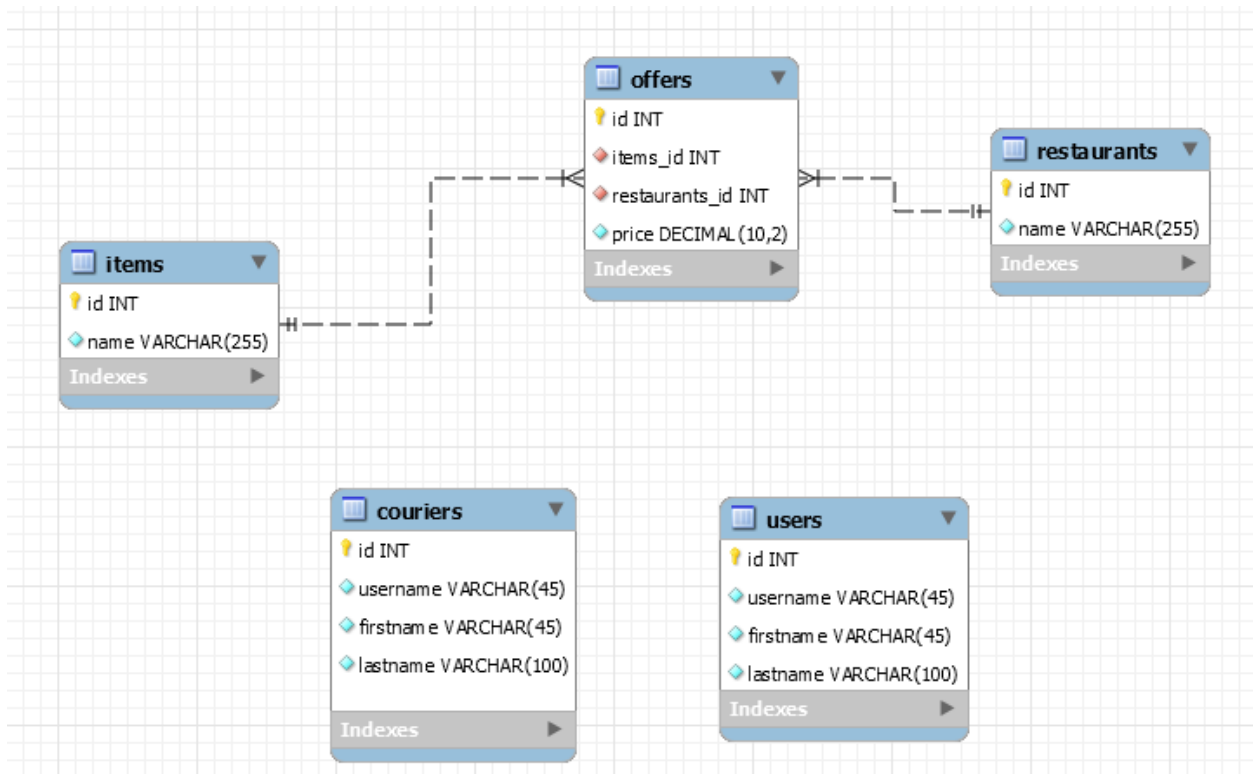 offers
id INT
items_id INT
restaurants_id INT
price DECIMAL(10,2)
Indexes
restaurants
id INT
name VARCHAR(255)
Indexes
items
id INT
name VARCHAR(255)
Indexes
couriers
id INT
username VARCHAR(45)
firstname VARCHAR(45)
lastname VARCHAR(100)
Indexes
users
id INT
username VARCHAR(45)
firstname VARCHAR(45)
lastname VARCHAR(100)
Indexes